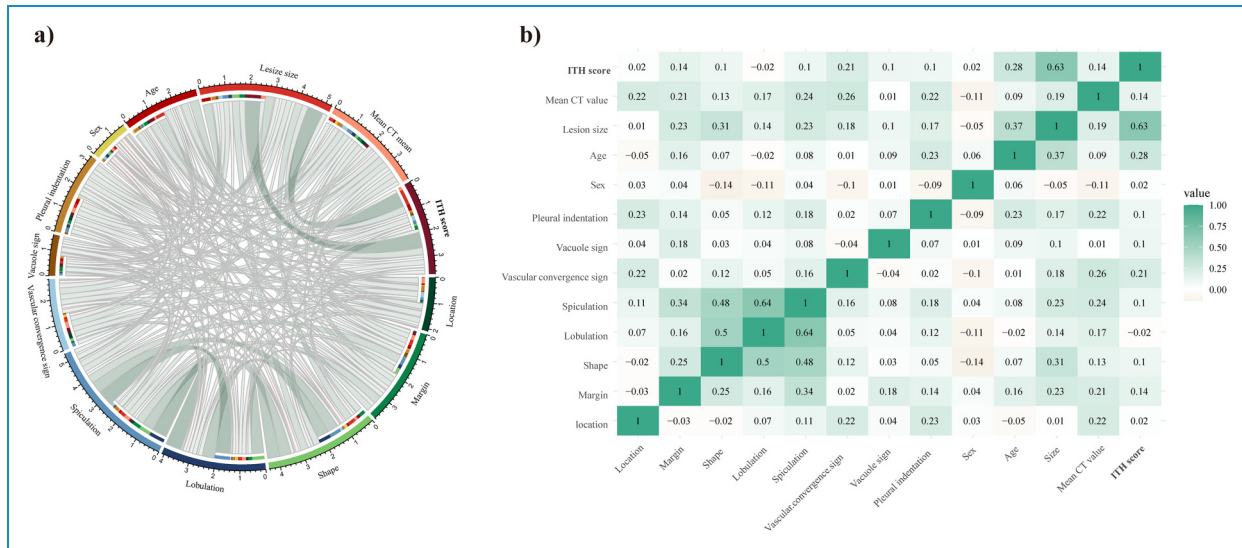 a)
Lesize size
Age
Mean CT mean
Sex
Pleural indentation
ITH score
Vacuole sign
Location
Vascular convergence sign
Margin
Spiculation
Shape
Lobulation
b)
ITH score 0.02 0.14 0.1 −0.02 0.1 0.21 0.1 0.1 0.02 0.28 0.63 0.14 1
Mean CT value 0.22 0.21 0.13 0.17 0.24 0.26 0.01 0.22 −0.11 0.09 0.19 1 0.14
Lesion size 0.01 0.23 0.31 0.14 0.23 0.18 0.1 0.17 −0.05 0.37 1 0.19 0.63
Age −0.05 0.16 0.07 −0.02 0.08 0.01 0.09 0.23 0.06 1 0.37 0.09 0.28
Sex 0.03 0.04 −0.14 −0.11 0.04 −0.1 0.01 −0.09 1 0.06 −0.05 −0.11 0.02
Pleural indentation 0.23 0.14 0.05 0.12 0.18 0.02 0.07 1 −0.09 0.23 0.17 0.22 0.1
Vacuole sign 0.04 0.18 0.03 0.04 0.08 −0.04 1 0.07 0.01 0.09 0.1 0.01 0.1
Vascular convergence sign 0.22 0.02 0.12 0.05 0.16 1 −0.04 0.02 −0.1 0.01 0.18 0.26 0.21
Spiculation 0.11 0.34 0.48 0.64 1 0.16 0.08 0.18 0.04 0.08 0.23 0.24 0.1
Lobulation 0.07 0.16 0.5 1 0.64 0.05 0.04 0.12 −0.11 −0.02 0.14 0.17 −0.02
Shape −0.02 0.25 1 0.5 0.48 0.12 0.03 0.05 −0.14 0.07 0.31 0.13 0.1
Margin −0.03 1 0.25 0.16 0.34 0.02 0.18 0.14 0.04 0.16 0.23 0.21 0.14
location 1 −0.03 −0.02 0.07 0.11 0.22 0.04 0.23 0.03 −0.05 0.01 0.22 0.02
Location
Margin
Shape
Lobulation
Spiculation
Vascular.convergence.sign
Vacuole sign
Pleural indentation
Sex
Age
Size
Mean CT value
ITH score
value
1.00
0.75
0.50
0.25
0.00